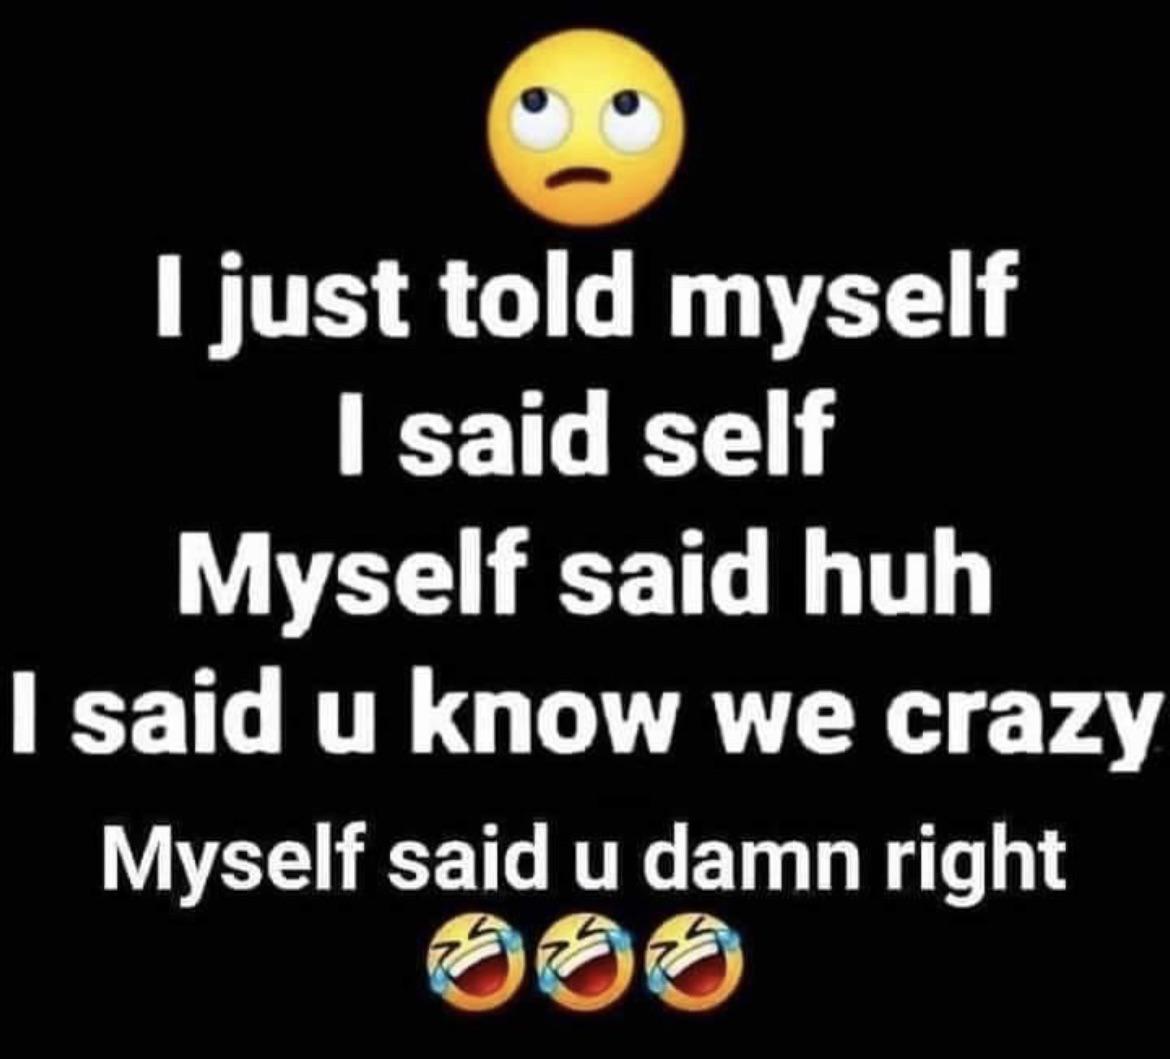 I just told myself
I said self
Myself said huh
I said u know we crazy
Myself said u damn right